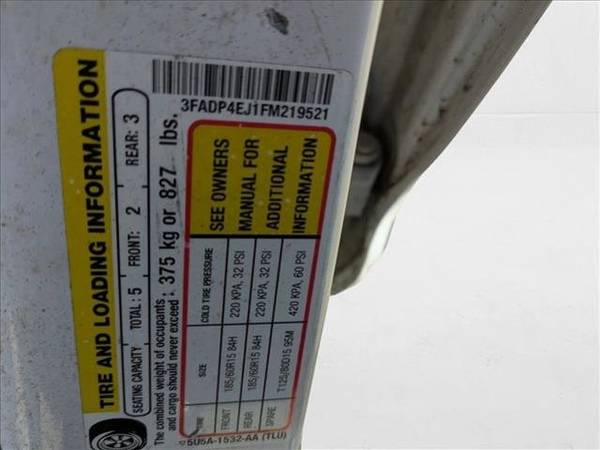 TIRE AND LOADING INFORMATION
SEATING CAPACITY TOTAL: 5 FRONT: 2 REAR: 3
The combined weight of occupants
and cargo should never exceed : 375 kg or 827 lbs.
SIZE COLD TIRE PRESSURE
FRONT 185/60R15 84H 220 KPA, 32 PSI
REAR 185/60R15 84H 220 KPA, 32 PSI
SPARE T125/80D15 95M 420 KPA, 60 PSI
SEE OWNERS
MANUAL FOR
ADDITIONAL
INFORMATION
5U5A-1532-AA (TLU)
3FADP4EJ1FM219521